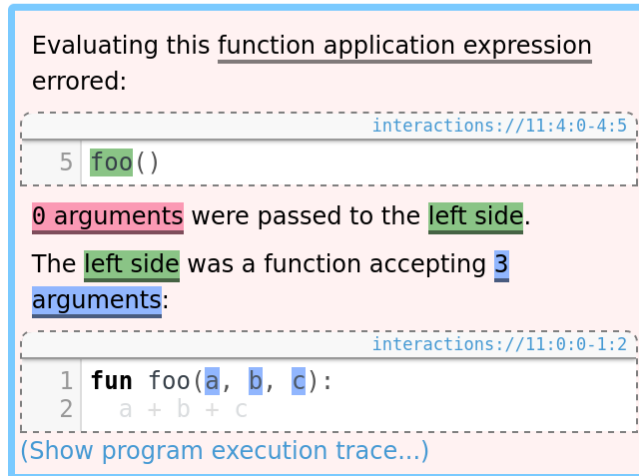 Evaluating this function application expression
errored:
interactions://11:4:0-4:5
5 foo()
0 arguments were passed to the left side.
The left side was a function accepting 3
arguments:
interactions://11:0:0-1:2
1 fun foo(a, b, c):
2 a + b + c
(Show program execution trace...)